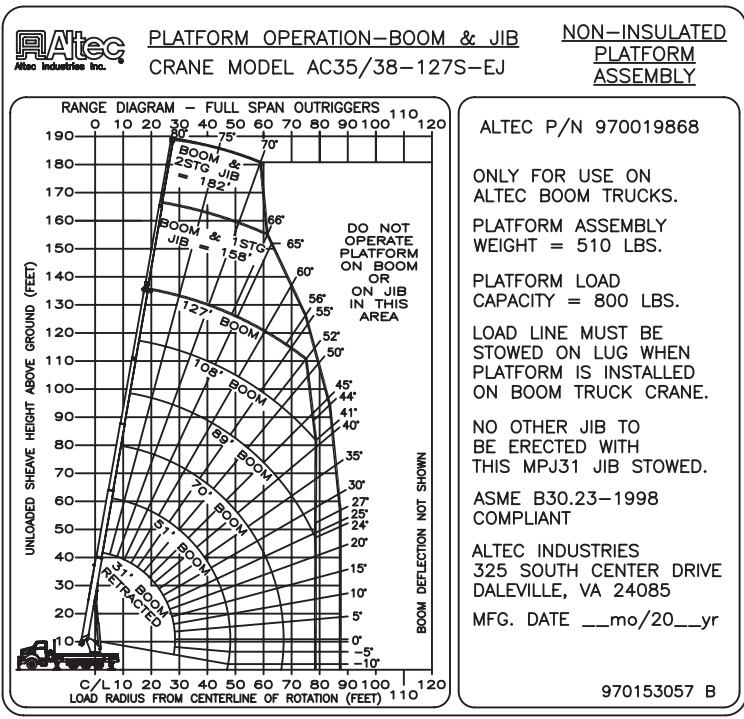 Altec
Altec Industries Inc.
PLATFORM OPERATION-BOOM & JIB
CRANE MODEL AC35/38-127S-EJ
NON-INSULATED
PLATFORM
ASSEMBLY
RANGE DIAGRAM - FULL SPAN OUTRIGGERS
0 10 20 30 40 50 60 70 80 90 100 110 120
190
180
170
160
150
140
130
120
110
100
90
80
70
60
50
40
30
20
10
UNLOADED SHEAVE HEIGHT ABOVE GROUND (FEET)
80°
75°
70°
66°
65°
60°
56°
55°
52°
50°
45°
44°
41°
40°
35°
30°
27°
25°
24°
20°
15°
10°
5°
0°
-5°
-10°
BOOM &
2STG JIB
= 182'
BOOM & 1STG
JIB = 158'
127' BOOM
108' BOOM
89' BOOM
70' BOOM
51' BOOM
31' BOOM
RETRACTED
DO NOT
OPERATE
PLATFORM
ON BOOM
OR
ON JIB
IN THIS
AREA
BOOM DEFLECTION NOT SHOWN
C/L 10 20 30 40 50 60 70 80 90 100 110 120
LOAD RADIUS FROM CENTERLINE OF ROTATION (FEET)
ALTEC P/N 970019868
ONLY FOR USE ON
ALTEC BOOM TRUCKS.
PLATFORM ASSEMBLY
WEIGHT = 510 LBS.
PLATFORM LOAD
CAPACITY = 800 LBS.
LOAD LINE MUST BE
STOWED ON LUG WHEN
PLATFORM IS INSTALLED
ON BOOM TRUCK CRANE.
NO OTHER JIB TO
BE ERECTED WITH
THIS MPJ31 JIB STOWED.
ASME B30.23-1998
COMPLIANT
ALTEC INDUSTRIES
325 SOUTH CENTER DRIVE
DALEVILLE, VA 24085
MFG. DATE __mo/20__yr
970153057 B